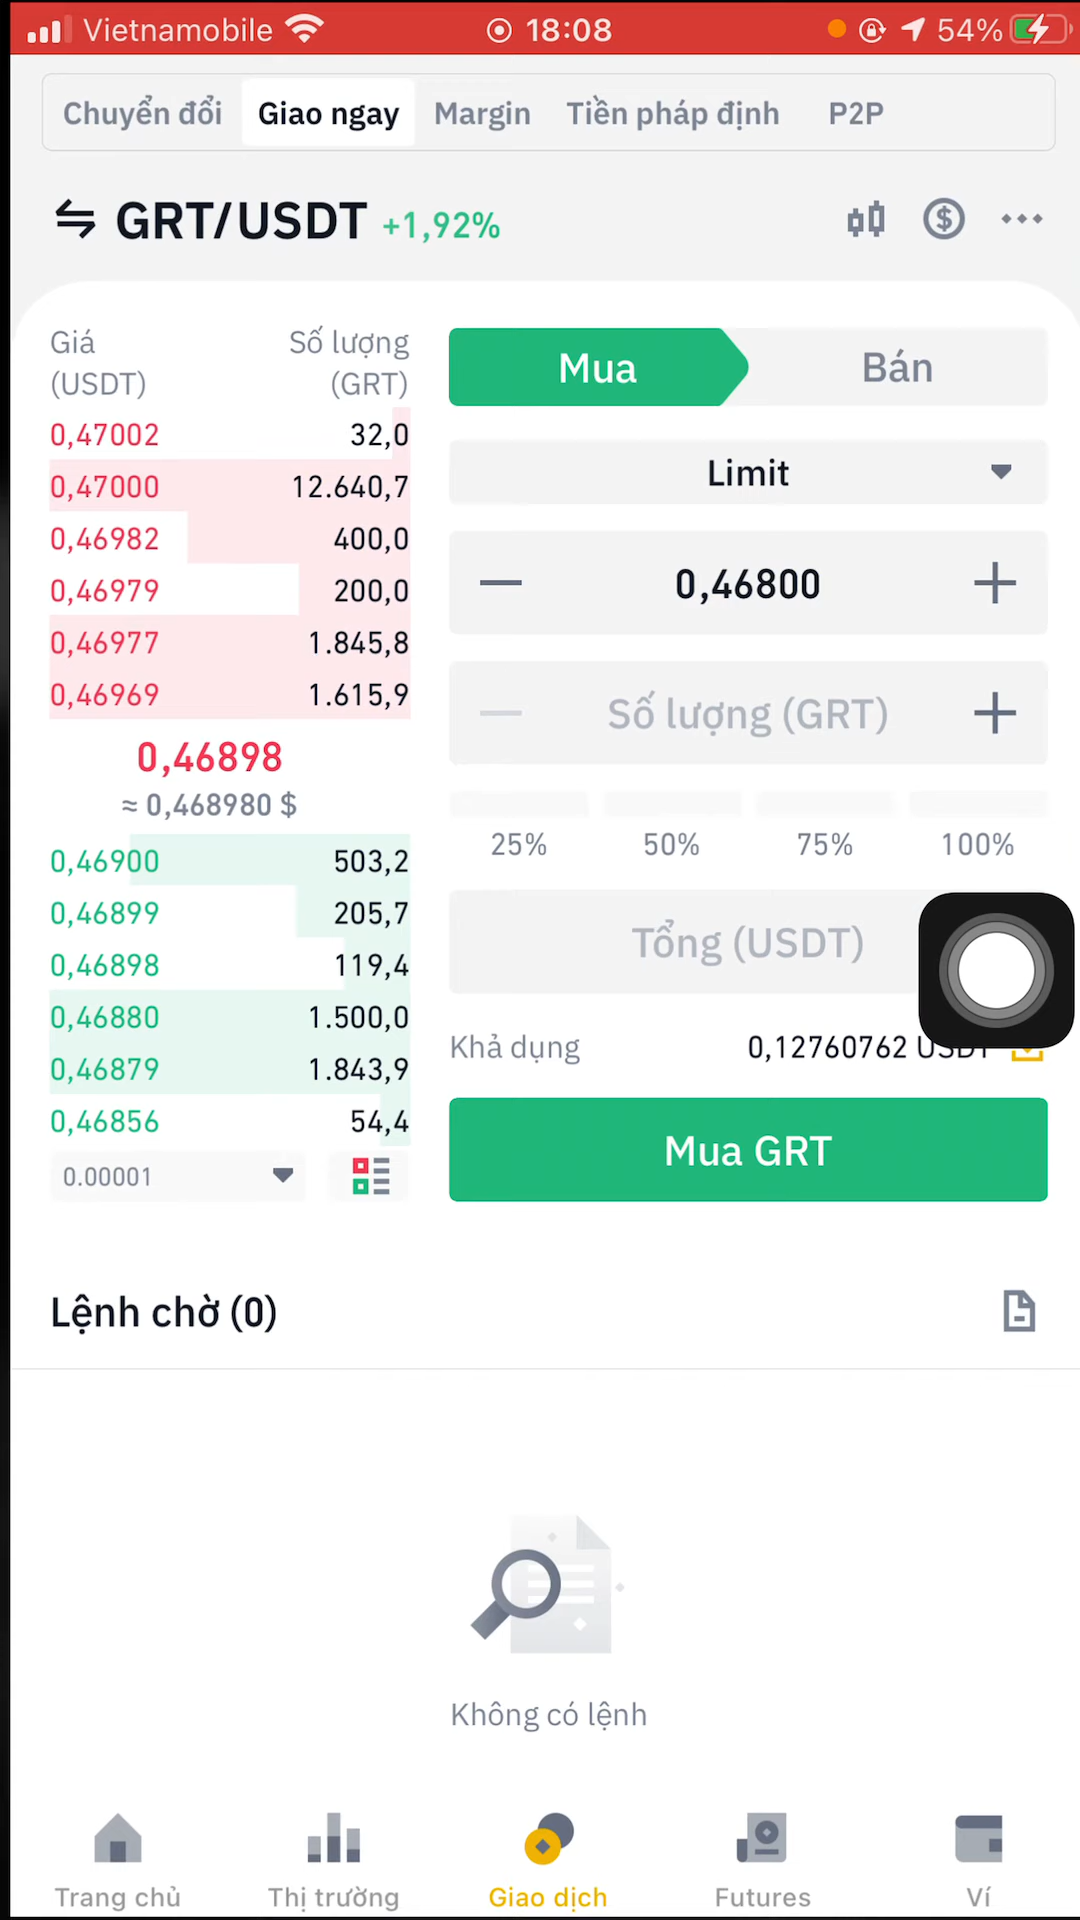 Vietnamobile 18:08 54%
Chuyển đổi Giao ngay Margin Tiền pháp định P2P
GRT/USDT +1,92%
Giá Số lượng
(USDT) (GRT)
0,47002 32,0
0,47000 12.640,7
0,46982 400,0
0,46979 200,0
0,46977 1.845,8
0,46969 1.615,9
0,46898
≈ 0,468980 $
0,46900 503,2
0,46899 205,7
0,46898 119,4
0,46880 1.500,0
0,46879 1.843,9
0,46856 54,4
0.00001
Mua Bán
Limit
0,46800
Số lượng (GRT)
25% 50% 75% 100%
Tổng (USDT)
Khả dụng 0,12760762 USDT
Mua GRT
Lệnh chờ (0)
Không có lệnh
Trang chủ Thị trường Giao dịch Futures Ví